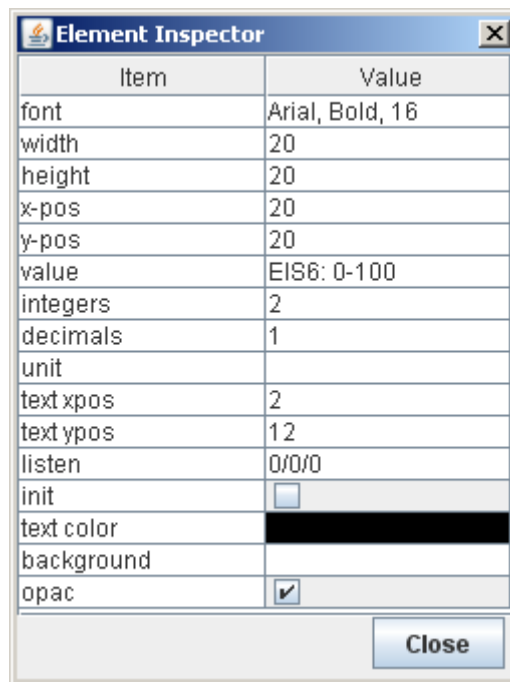 Element Inspector
Item Value
font Arial, Bold, 16
width 20
height 20
x-pos 20
y-pos 20
value EIS6: 0-100
integers 2
decimals 1
unit
text xpos 2
text ypos 12
listen 0/0/0
init
text color
background
opac
Close